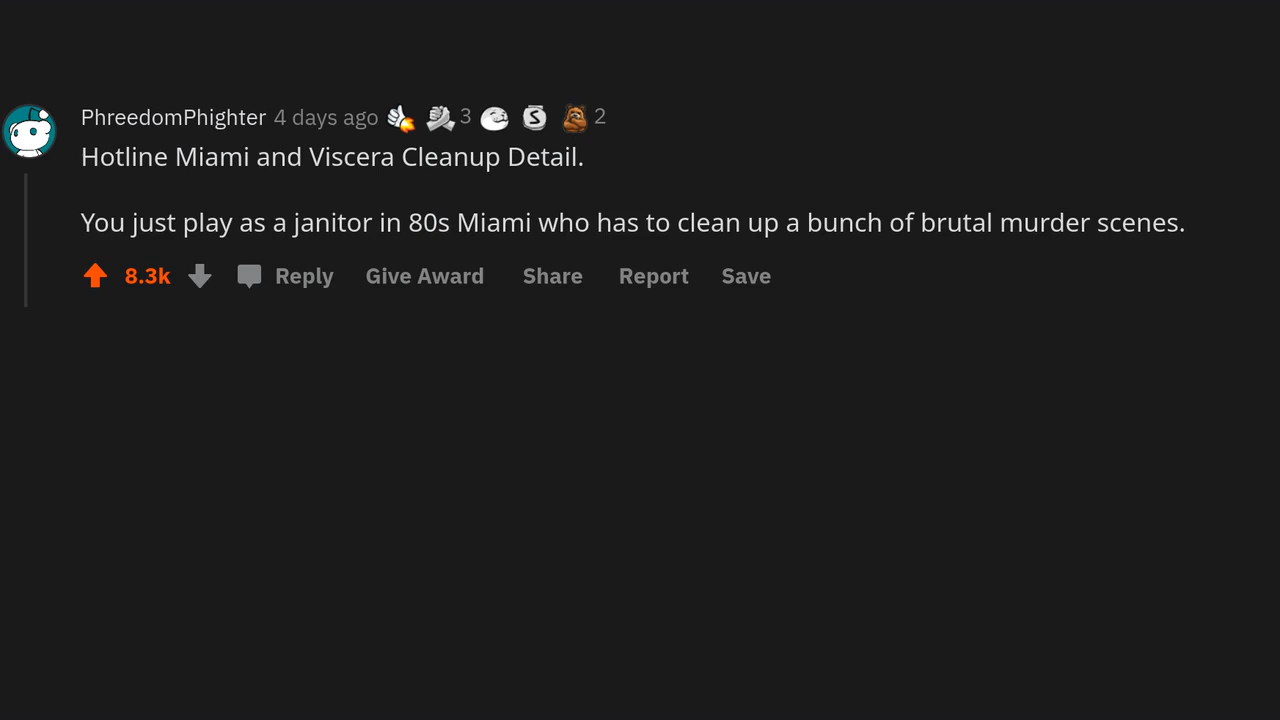 PhreedomPhighter 4 days ago 3 2
Hotline Miami and Viscera Cleanup Detail.
You just play as a janitor in 80s Miami who has to clean up a bunch of brutal murder scenes.
8.3k Reply Give Award Share Report Save